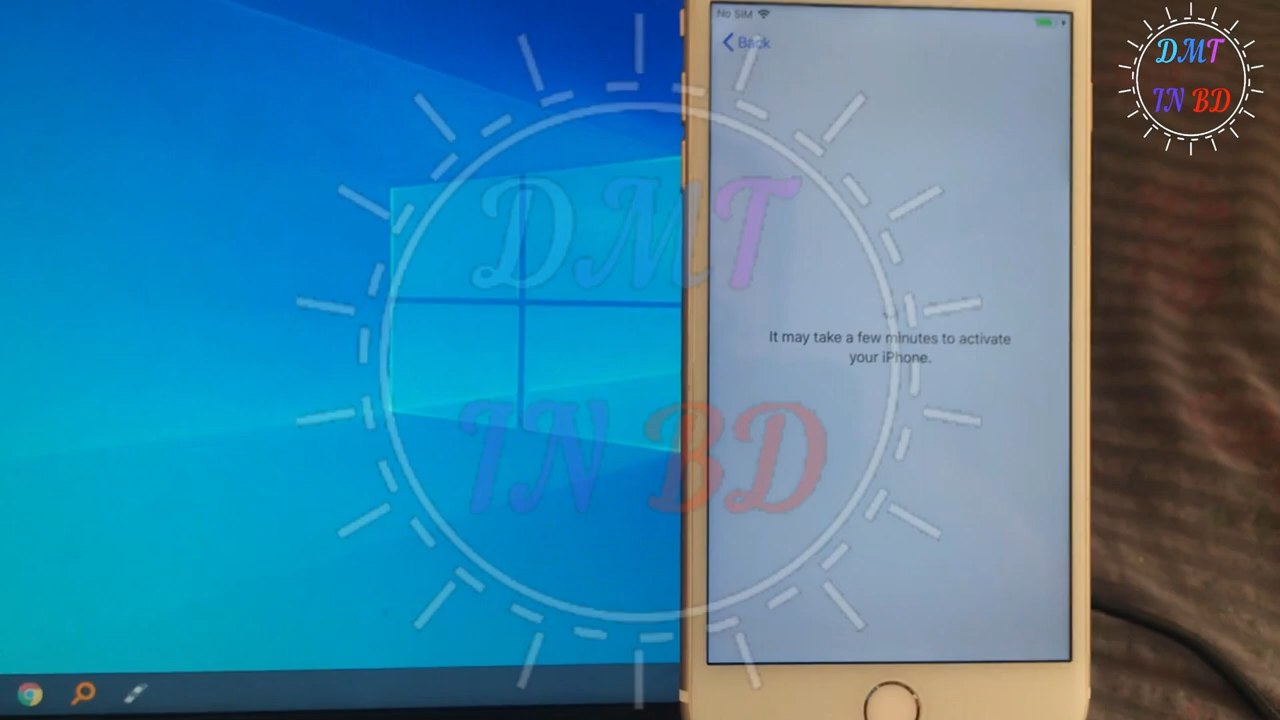 No SIM
Back
It may take a few minutes to activate
your iPhone.
DMT
IN BD
DMT
IN BD